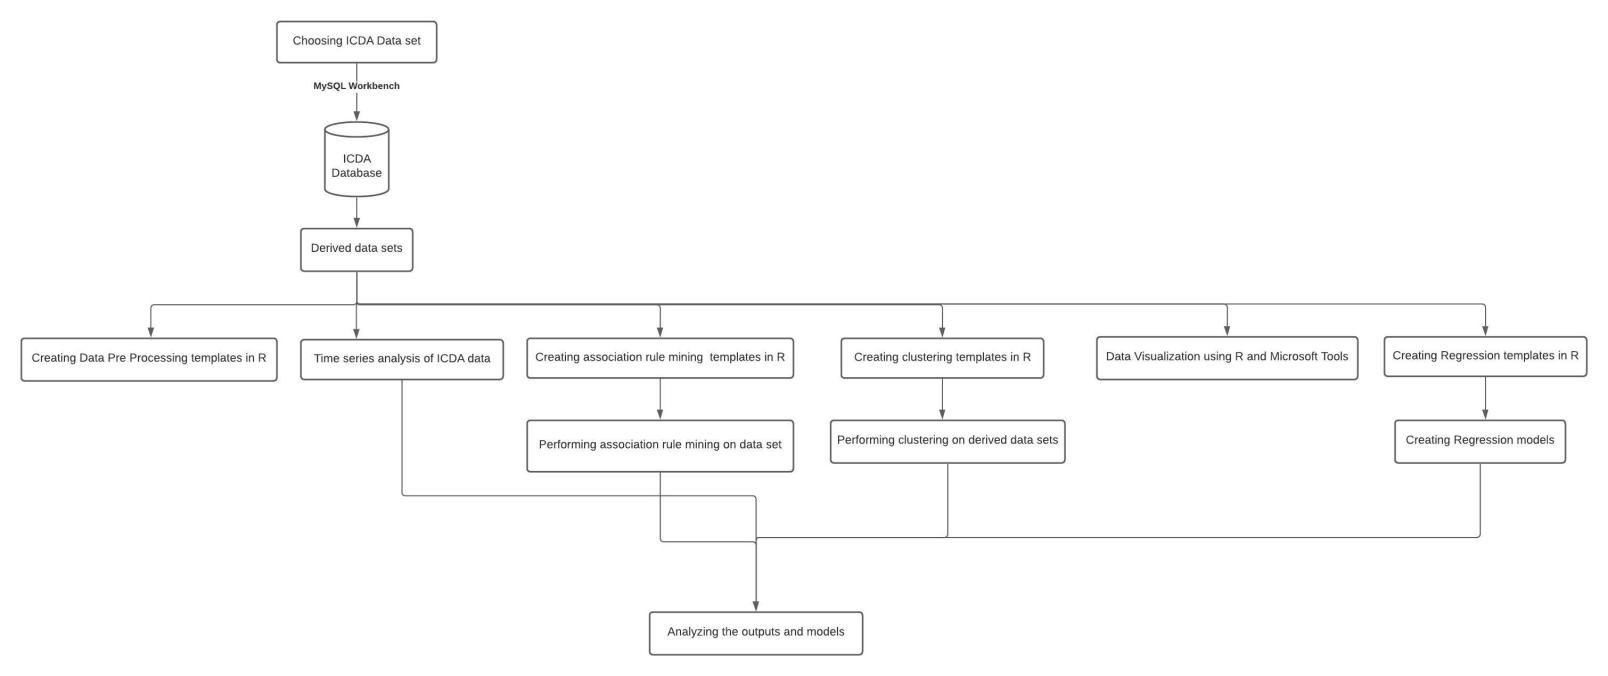 Choosing ICDA Data set
MySQL Workbench
ICDA
Database
Derived data sets
Creating Data Pre Processing templates in R
Time series analysis of ICDA data
Creating association rule mining  templates in R
Creating clustering templates in R
Data Visualization using R and Microsoft Tools
Creating Regression templates in R
Performing association rule mining on data set
Performing clustering on derived data sets
Creating Regression models
Analyzing the outputs and models